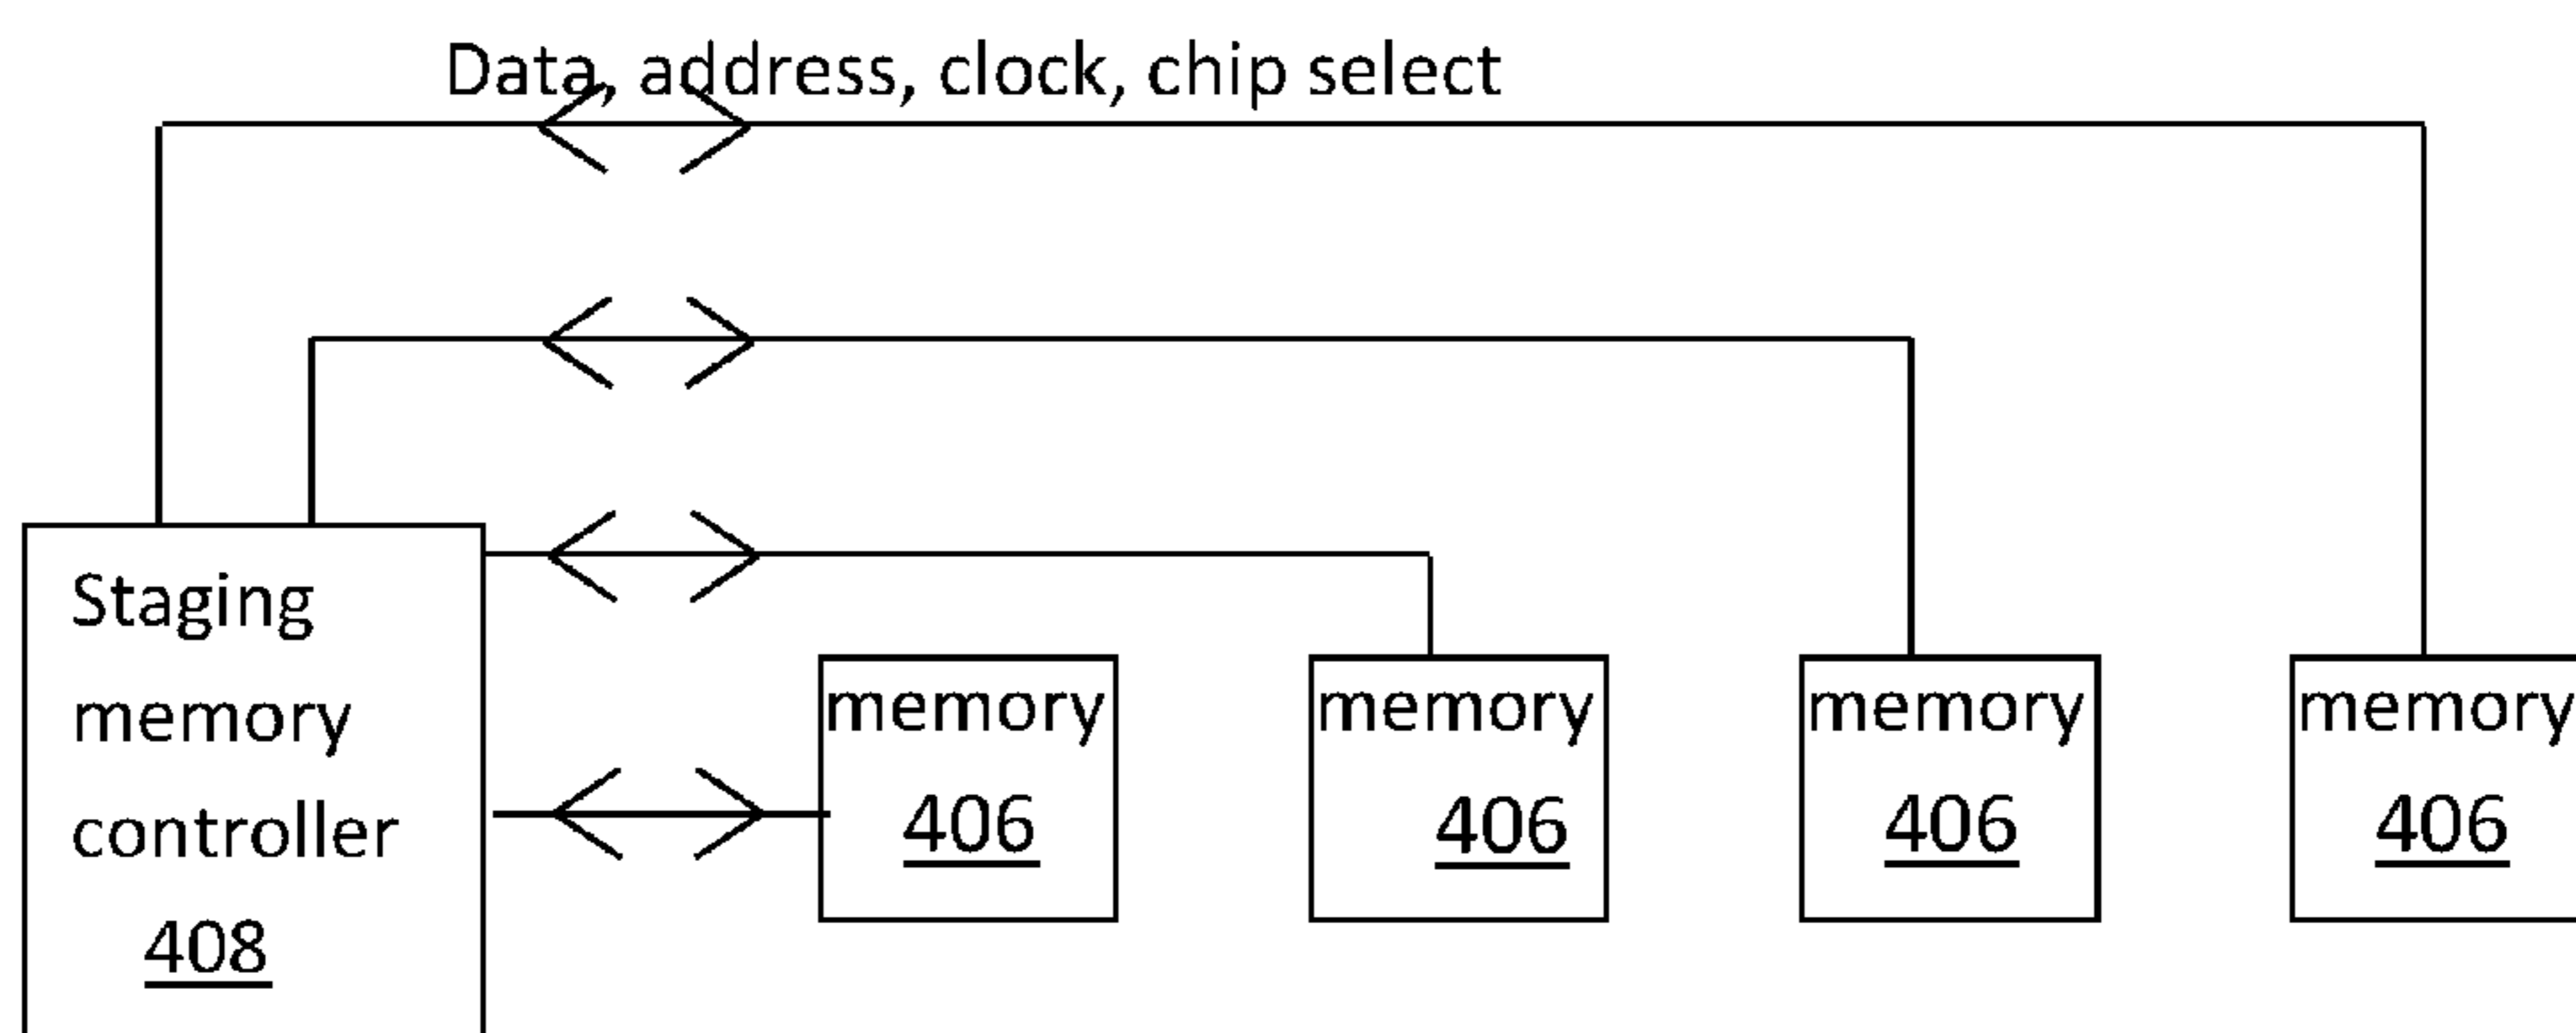 Data, address, clock, chip select
Staging
memory
controller
408
memory
406
memory
406
memory
406
memory
406